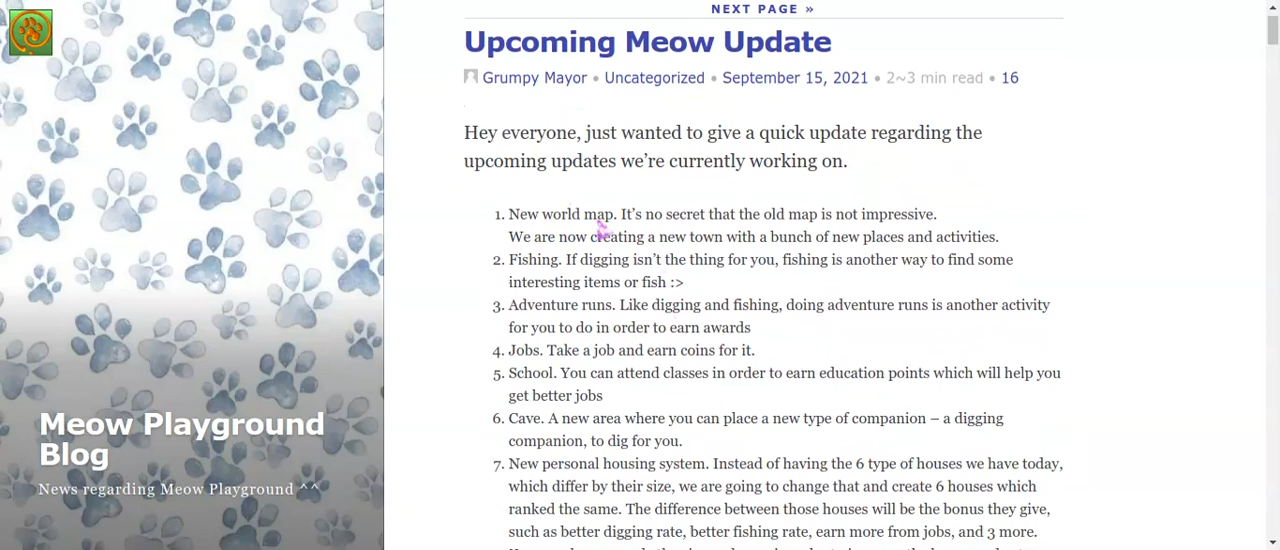 NEXT PAGE »
Upcoming Meow Update
Grumpy Mayor • Uncategorized • September 15, 2021 • 2~3 min read • 16
Hey everyone, just wanted to give a quick update regarding the
upcoming updates we’re currently working on.
1. New world map. It’s no secret that the old map is not impressive.
We are now creating a new town with a bunch of new places and activities.
2. Fishing. If digging isn’t the thing for you, fishing is another way to find some
interesting items or fish :>
3. Adventure runs. Like digging and fishing, doing adventure runs is another activity
for you to do in order to earn awards
4. Jobs. Take a job and earn coins for it.
5. School. You can attend classes in order to earn education points which will help you
get better jobs
6. Cave. A new area where you can place a new type of companion – a digging
companion, to dig for you.
7. New personal housing system. Instead of having the 6 type of houses we have today,
which differ by their size, we are going to change that and create 6 houses which
ranked the same. The difference between those houses will be the bonus they give,
such as better digging rate, better fishing rate, earn more from jobs, and 3 more.
Meow Playground
Blog
News regarding Meow Playground ^^